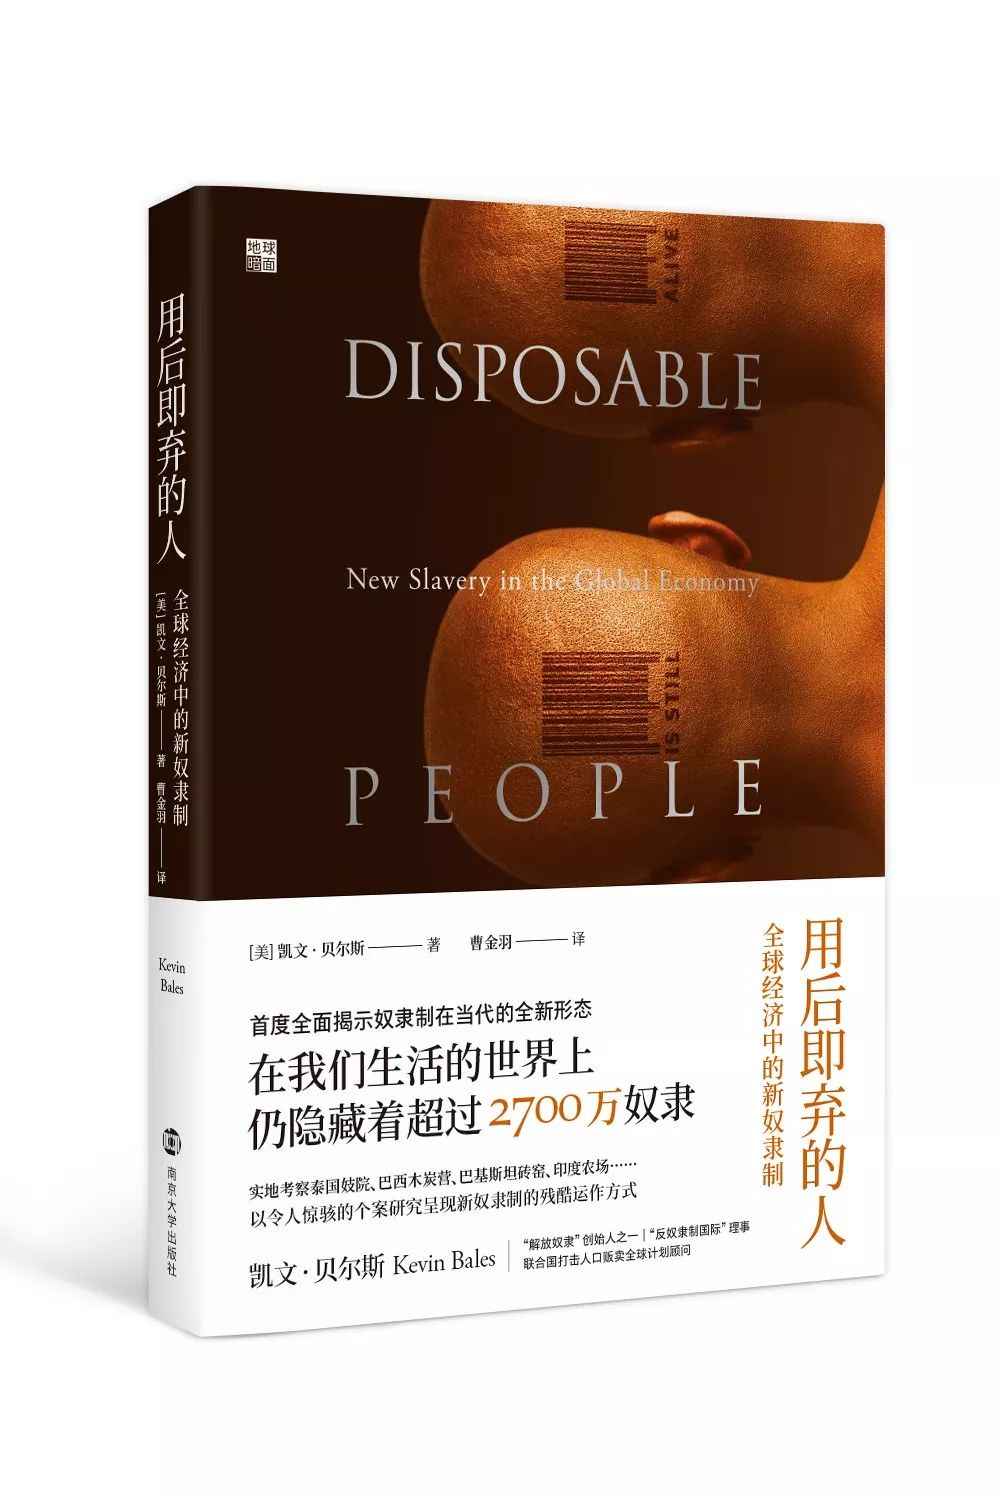 地球
暗面
ALIVE
DISPOSABLE
New Slavery in the Global Economy
IS STILL
PEOPLE
[美] 凯文·贝尔斯———著 曹金羽———译
用后即弃的人
全球经济中的新奴隶制
首度全面揭示奴隶制在当代的全新形态
在我们生活的世界上
仍隐藏着超过2700万奴隶
实地考察泰国妓院、巴西木炭营、巴基斯坦砖窑、印度农场……
以令人惊骇的个案研究呈现新奴隶制的残酷运作方式
凯文·贝尔斯 Kevin Bales
“解放奴隶”创始人之一|“反奴隶制国际”理事
联合国打击人口贩卖全球计划顾问
用后即弃的人
全球经济中的新奴隶制
[美] 凯文·贝尔斯———著 曹金羽———译
Kevin
Bales
南京大学出版社